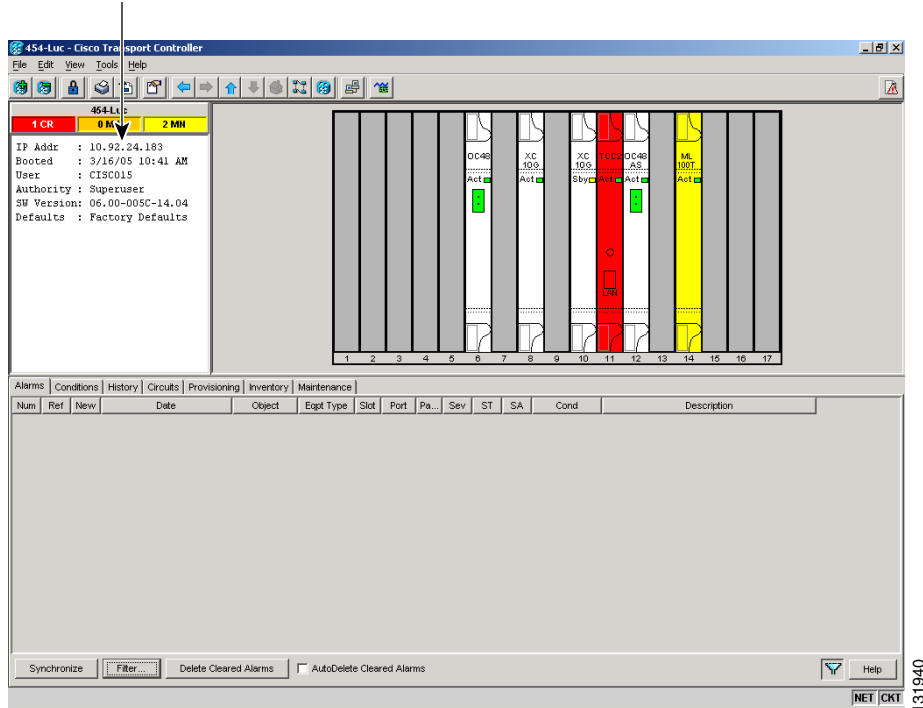 454-Luc - Cisco Transport Controller
File Edit View Tools Help
454-Luc
1 CR 0 MJ 2 MN
IP Addr : 10.92.24.183
Booted : 3/16/05 10:41 AM
User : CISCO15
Authority : Superuser
SW Version: 06.00-005C-14.04
Defaults : Factory Defaults
OC48 XC 10G XC 10G TCC2 OC48 AS ML 100T
Act Act Sby Act Act Act
LAN
1 2 3 4 5 6 7 8 9 10 11 12 13 14 15 16 17
Alarms Conditions History Circuits Provisioning Inventory Maintenance
Num Ref New Date Object Eqpt Type Slot Port Pa... Sev ST SA Cond Description
Synchronize Filter... Delete Cleared Alarms AutoDelete Cleared Alarms Help
NET CKT
131940